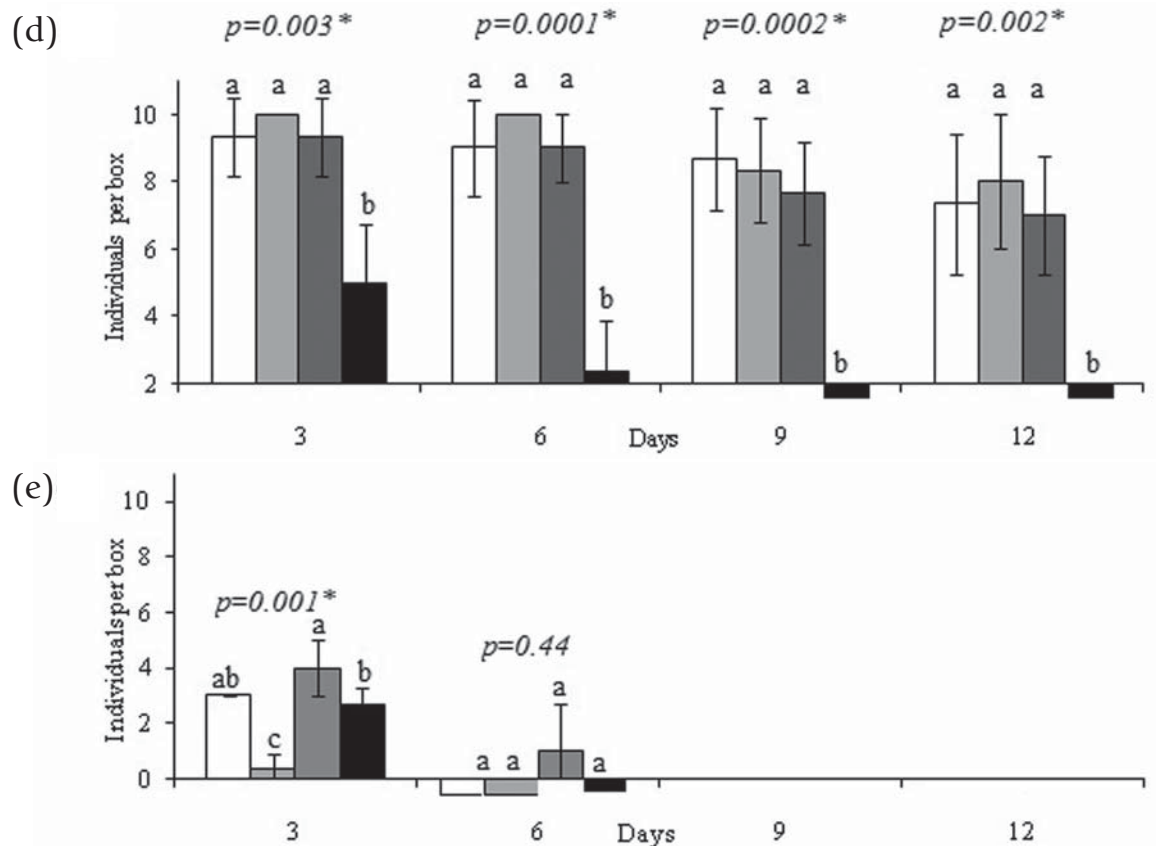 (d)
p=0.003* p=0.0001* p=0.0002* p=0.002*
a a a a a a a a a a a a
10
8
b
6
b
4
b b
2
Individuals per box
3 6 Days 9 12
(e)
10
8
6
p=0.001*
a
p=0.44
4
ab b a
2
c a a a
0
Individuals per box
3 6 Days 9 12